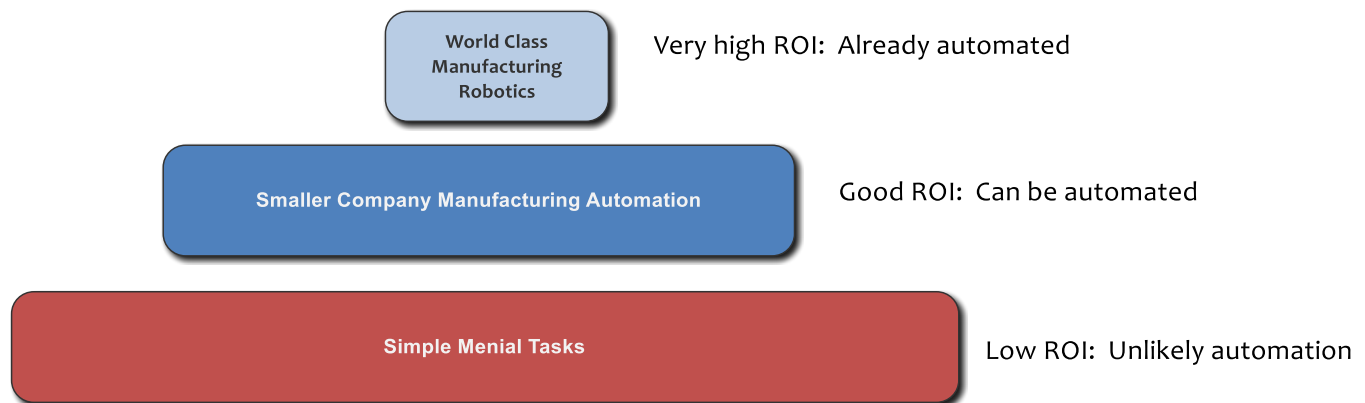 World Class
Manufacturing
Robotics
Very high ROI: Already automated
Smaller Company Manufacturing Automation
Good ROI: Can be automated
Simple Menial Tasks
Low ROI: Unlikely automation